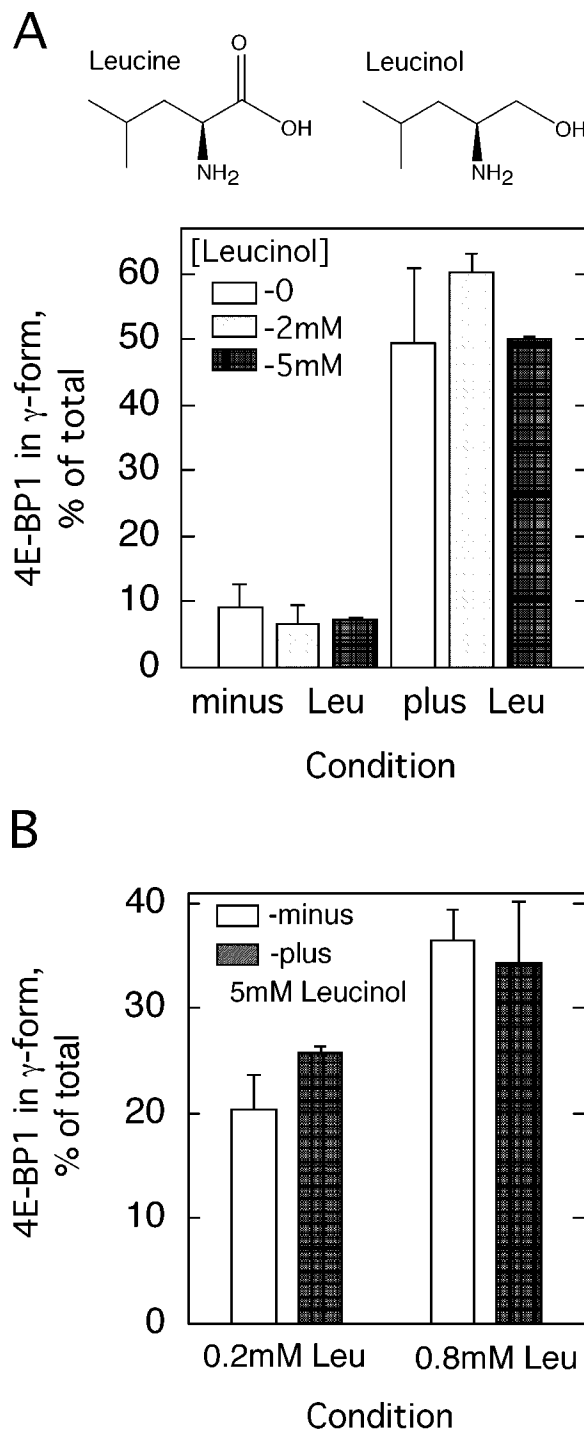 A
Leucine
O
OH
NH2
Leucinol
OH
NH2
[Leucinol]
-0
-2mM
-5mM
4E-BP1 in γ-form,
% of total
60
50
40
30
20
10
0
minus Leu plus Leu
Condition
B
-minus
-plus
5mM Leucinol
4E-BP1 in γ-form,
% of total
40
30
20
10
0
0.2mM Leu 0.8mM Leu
Condition